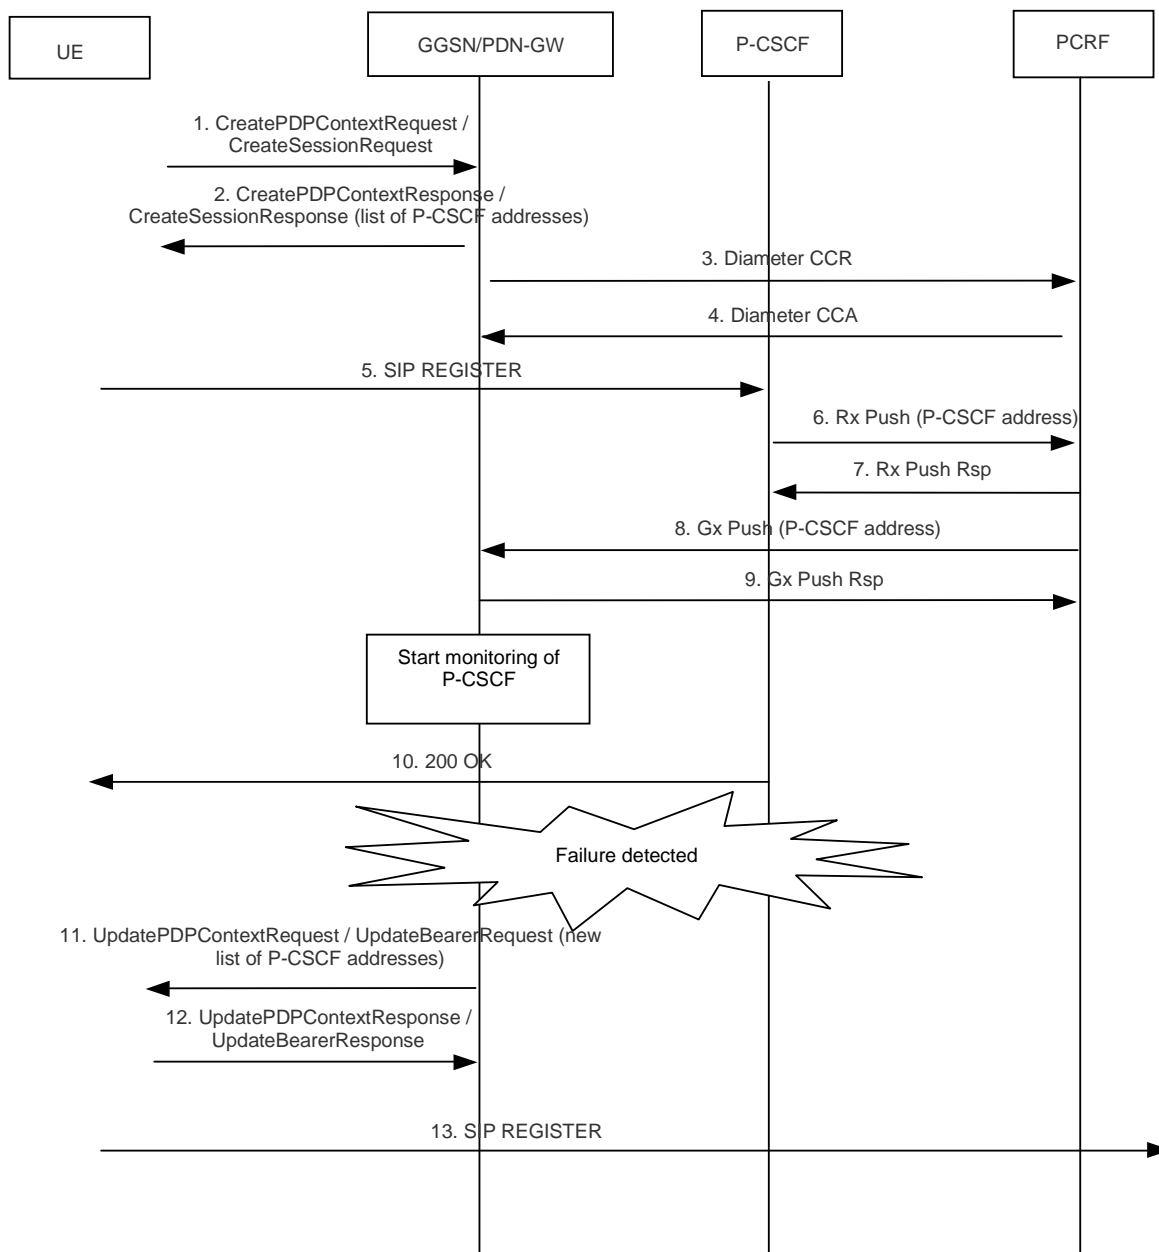 UE
GGSN/PDN-GW
P-CSCF
PCRF
1. CreatePDPContextRequest /
CreateSessionRequest
2. CreatePDPContextResponse /
CreateSessionResponse (list of P-CSCF addresses)
3. Diameter CCR
4. Diameter CCA
5. SIP REGISTER
6. Rx Push (P-CSCF address)
7. Rx Push Rsp
8. Gx Push (P-CSCF address)
9. Gx Push Rsp
Start monitoring of
P-CSCF
10. 200 OK
Failure detected
11. UpdatePDPContextRequest / UpdateBearerRequest (new
list of P-CSCF addresses)
12. UpdatePDPContextResponse /
UpdateBearerResponse
13. SIP REGISTER